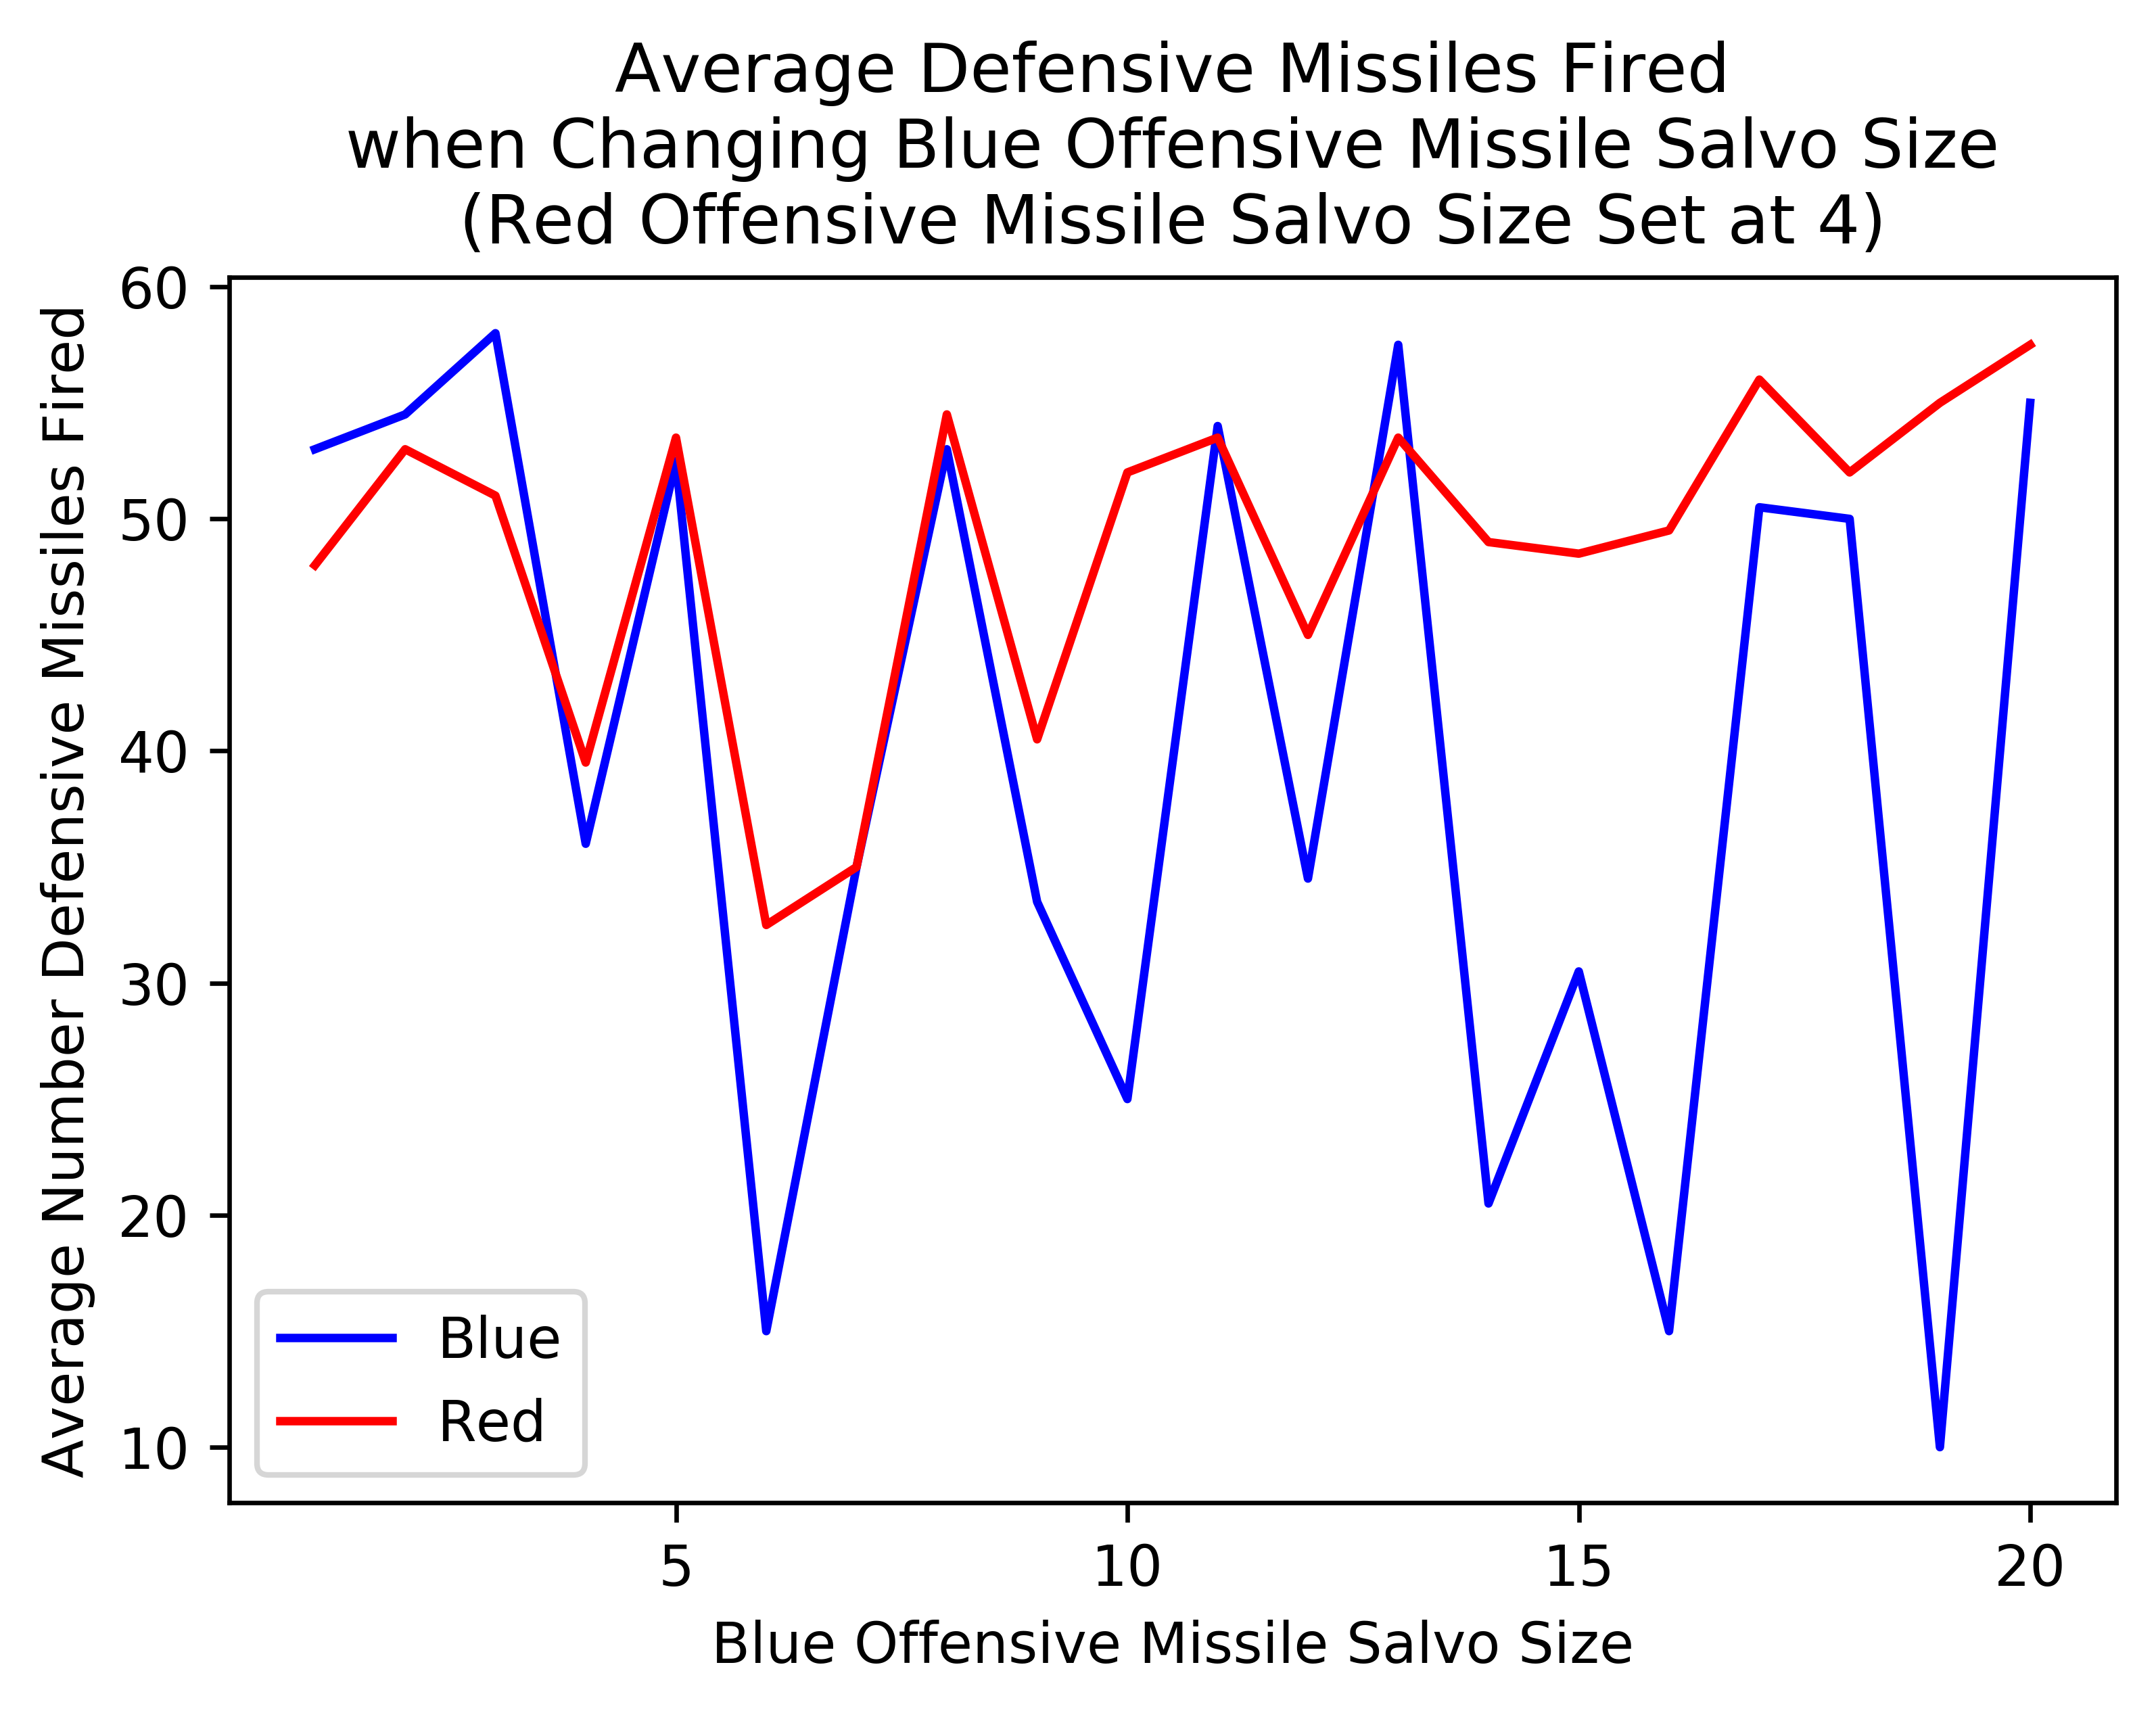 Average Defensive Missiles Fired
when Changing Blue Offensive Missile Salvo Size
(Red Offensive Missile Salvo Size Set at 4)
Average Number Defensive Missiles Fired
60
50
40
30
20
10
Blue
Red
5 10 15 20
Blue Offensive Missile Salvo Size